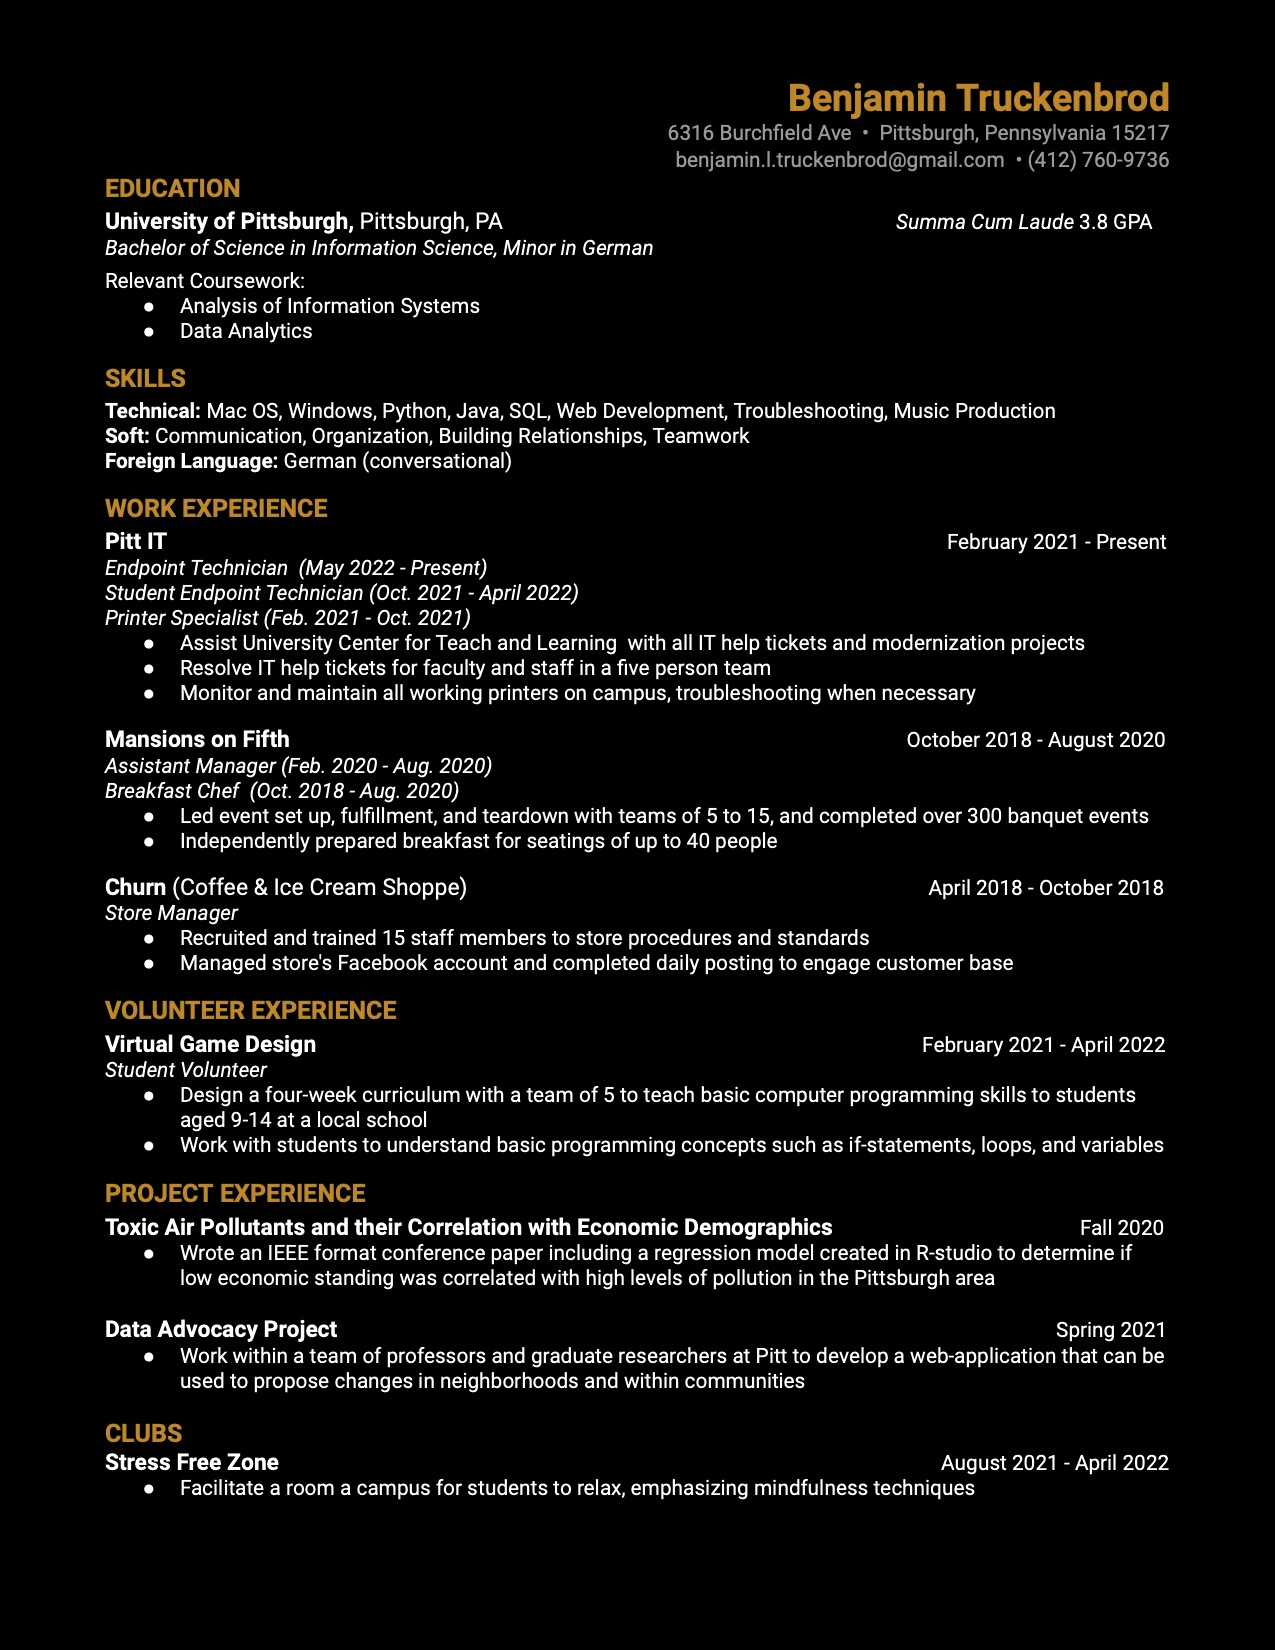 Benjamin Truckenbrod
6316 Burchfield Ave • Pittsburgh, Pennsylvania 15217
benjamin.l.truckenbrod@gmail.com • (412) 760-9736
EDUCATION
University of Pittsburgh, Pittsburgh, PA Summa Cum Laude 3.8 GPA
Bachelor of Science in Information Science, Minor in German
Relevant Coursework:
● Analysis of Information Systems
● Data Analytics
SKILLS
Technical: Mac OS, Windows, Python, Java, SQL, Web Development, Troubleshooting, Music Production
Soft: Communication, Organization, Building Relationships, Teamwork
Foreign Language: German (conversational)
WORK EXPERIENCE
Pitt IT February 2021 - Present
Endpoint Technician (May 2022 - Present)
Student Endpoint Technician (Oct. 2021 - April 2022)
Printer Specialist (Feb. 2021 - Oct. 2021)
● Assist University Center for Teach and Learning with all IT help tickets and modernization projects
● Resolve IT help tickets for faculty and staff in a five person team
● Monitor and maintain all working printers on campus, troubleshooting when necessary
Mansions on Fifth October 2018 - August 2020
Assistant Manager (Feb. 2020 - Aug. 2020)
Breakfast Chef (Oct. 2018 - Aug. 2020)
● Led event set up, fulfillment, and teardown with teams of 5 to 15, and completed over 300 banquet events
● Independently prepared breakfast for seatings of up to 40 people
Churn (Coffee & Ice Cream Shoppe) April 2018 - October 2018
Store Manager
● Recruited and trained 15 staff members to store procedures and standards
● Managed store's Facebook account and completed daily posting to engage customer base
VOLUNTEER EXPERIENCE
Virtual Game Design February 2021 - April 2022
Student Volunteer
● Design a four-week curriculum with a team of 5 to teach basic computer programming skills to students
aged 9-14 at a local school
● Work with students to understand basic programming concepts such as if-statements, loops, and variables
PROJECT EXPERIENCE
Toxic Air Pollutants and their Correlation with Economic Demographics Fall 2020
● Wrote an IEEE format conference paper including a regression model created in R-studio to determine if
low economic standing was correlated with high levels of pollution in the Pittsburgh area
Data Advocacy Project Spring 2021
● Work within a team of professors and graduate researchers at Pitt to develop a web-application that can be
used to propose changes in neighborhoods and within communities
CLUBS
Stress Free Zone August 2021 - April 2022
● Facilitate a room a campus for students to relax, emphasizing mindfulness techniques